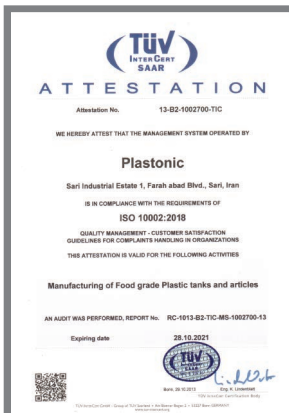 TÜV
INTERCERT
SAAR
ATTESTATION
Attestation No. 13-B2-1002700-TIC
WE HEREBY ATTEST THAT THE MANAGEMENT SYSTEM OPERATED BY
Plastonic
Sari Industrial Estate 1, Farah abad Blvd., Sari, Iran
IS IN COMPLIANCE WITH THE REQUIREMENTS OF
ISO 10002:2018
QUALITY MANAGEMENT - CUSTOMER SATISFACTION
GUIDELINES FOR COMPLAINTS HANDLING IN ORGANIZATIONS
THIS ATTESTATION IS VALID FOR THE FOLLOWING ACTIVITIES
Manufacturing of Food grade Plastic tanks and articles
AN AUDIT WAS PERFORMED, REPORT No. RC-1013-B2-TIC-MS-1002700-13
Expiring date 28.10.2021
TÜV